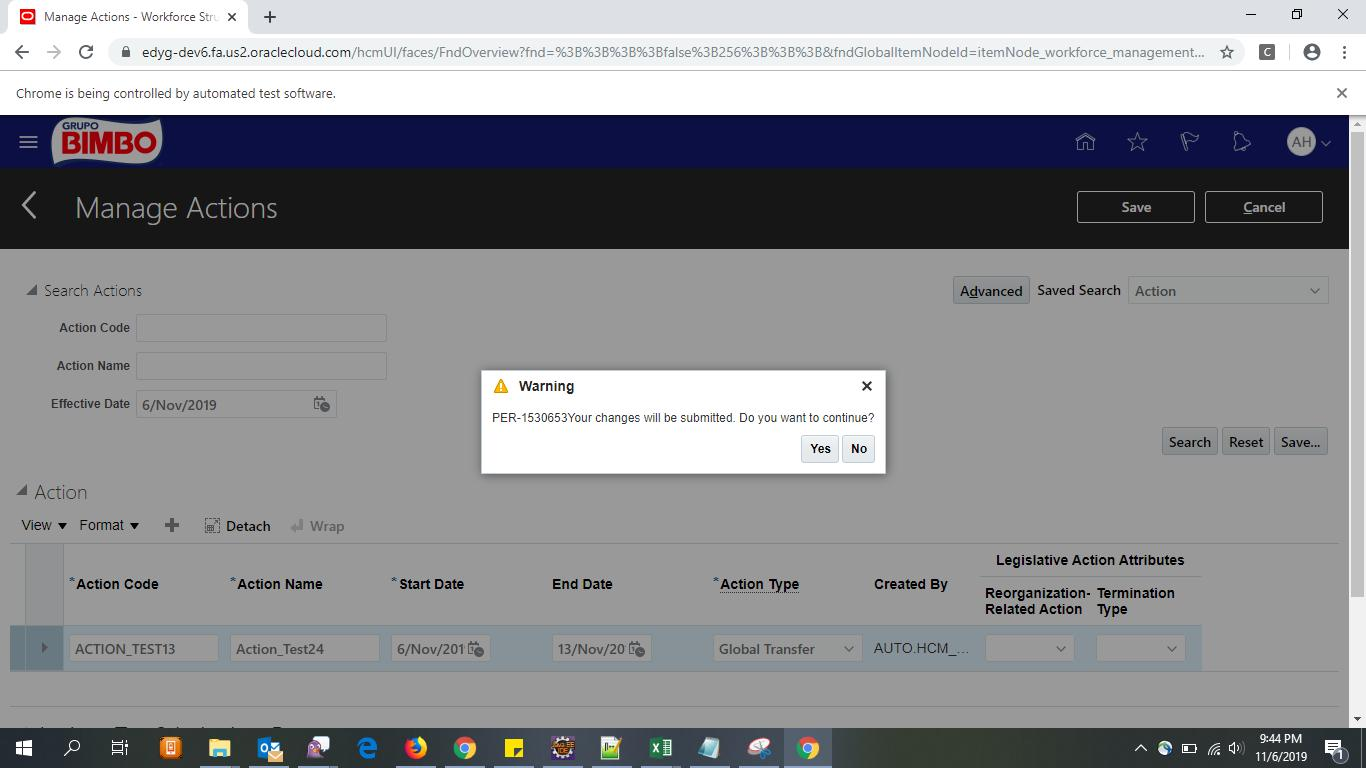 Manage Actions - Workforce Stru
edyg-dev6.fa.us2.oraclecloud.com/hcmUI/faces/FndOverview?fnd=%3B%3B%3B%3Bfalse%3B256%3B%3B%3B&fndGlobalItemNodeId=itemNode_workforce_management...
C
Chrome is being controlled by automated test software.
GRUPO
BIMBO
AH
Manage Actions
Save
Cancel
Search Actions
Advanced
Saved Search
Action
Action Code
Action Name
Effective Date
6/Nov/2019
Warning
PER-1530653Your changes will be submitted. Do you want to continue?
Yes
No
Search
Reset
Save...
Action
View
Format
Detach
Wrap
Legislative Action Attributes
*Action Code
*Action Name
*Start Date
End Date
*Action Type
Created By
Reorganization-
Related Action
Termination
Type
ACTION_TEST13
Action_Test24
6/Nov/201
13/Nov/20
Global Transfer
AUTO.HCM_...
9:44 PM
11/6/2019
1